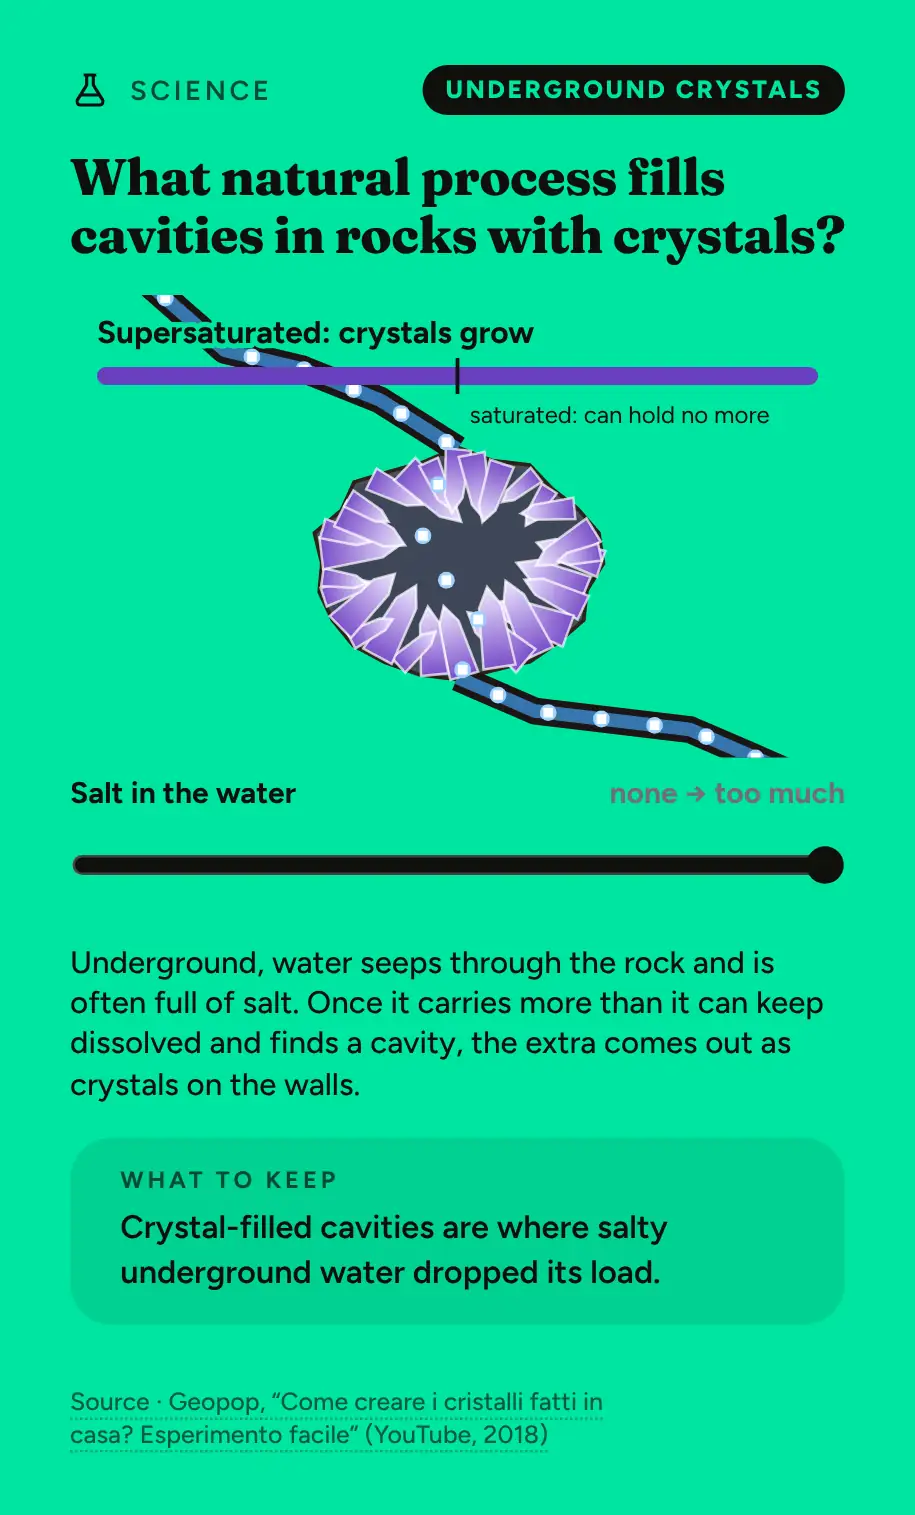 SCIENCE
UNDERGROUND CRYSTALS
What natural process fills
cavities in rocks with crystals?
Supersaturated: crystals grow
saturated: can hold no more
Salt in the water
none → too much
Underground, water seeps through the rock and is
often full of salt. Once it carries more than it can keep
dissolved and finds a cavity, the extra comes out as
crystals on the walls.
WHAT TO KEEP
Crystal-filled cavities are where salty
underground water dropped its load.
Source · Geopop, “Come creare i cristalli fatti in
casa? Esperimento facile” (YouTube, 2018)